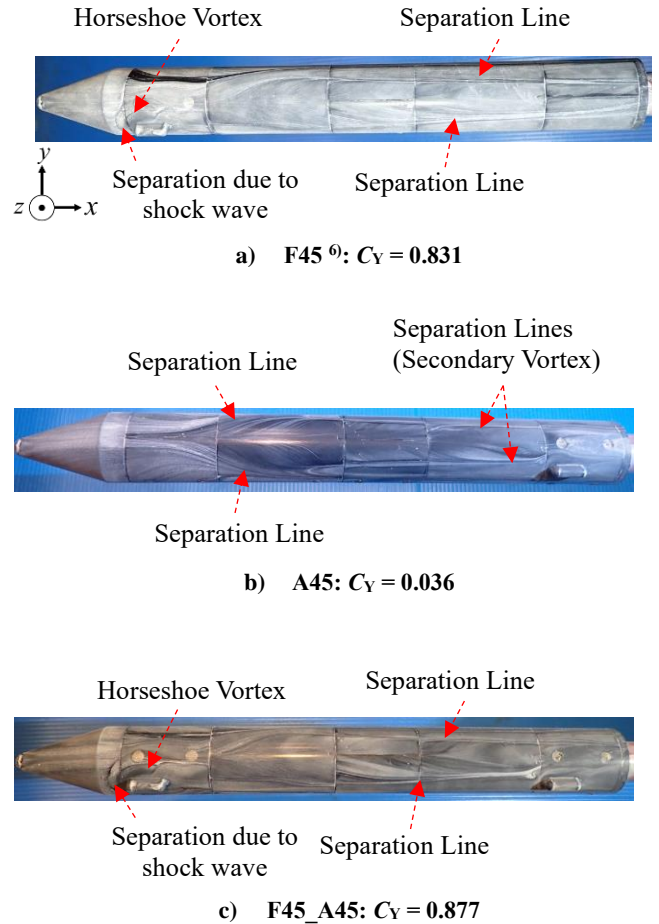 Horseshoe Vortex
Separation Line
y
z
x
Separation due to
shock wave
Separation Line
a) F45 ⁶⁾: CY = 0.831
Separation Line
Separation Lines
(Secondary Vortex)
Separation Line
b) A45: CY = 0.036
Horseshoe Vortex
Separation Line
Separation due to
shock wave
Separation Line
c) F45_A45: CY = 0.877